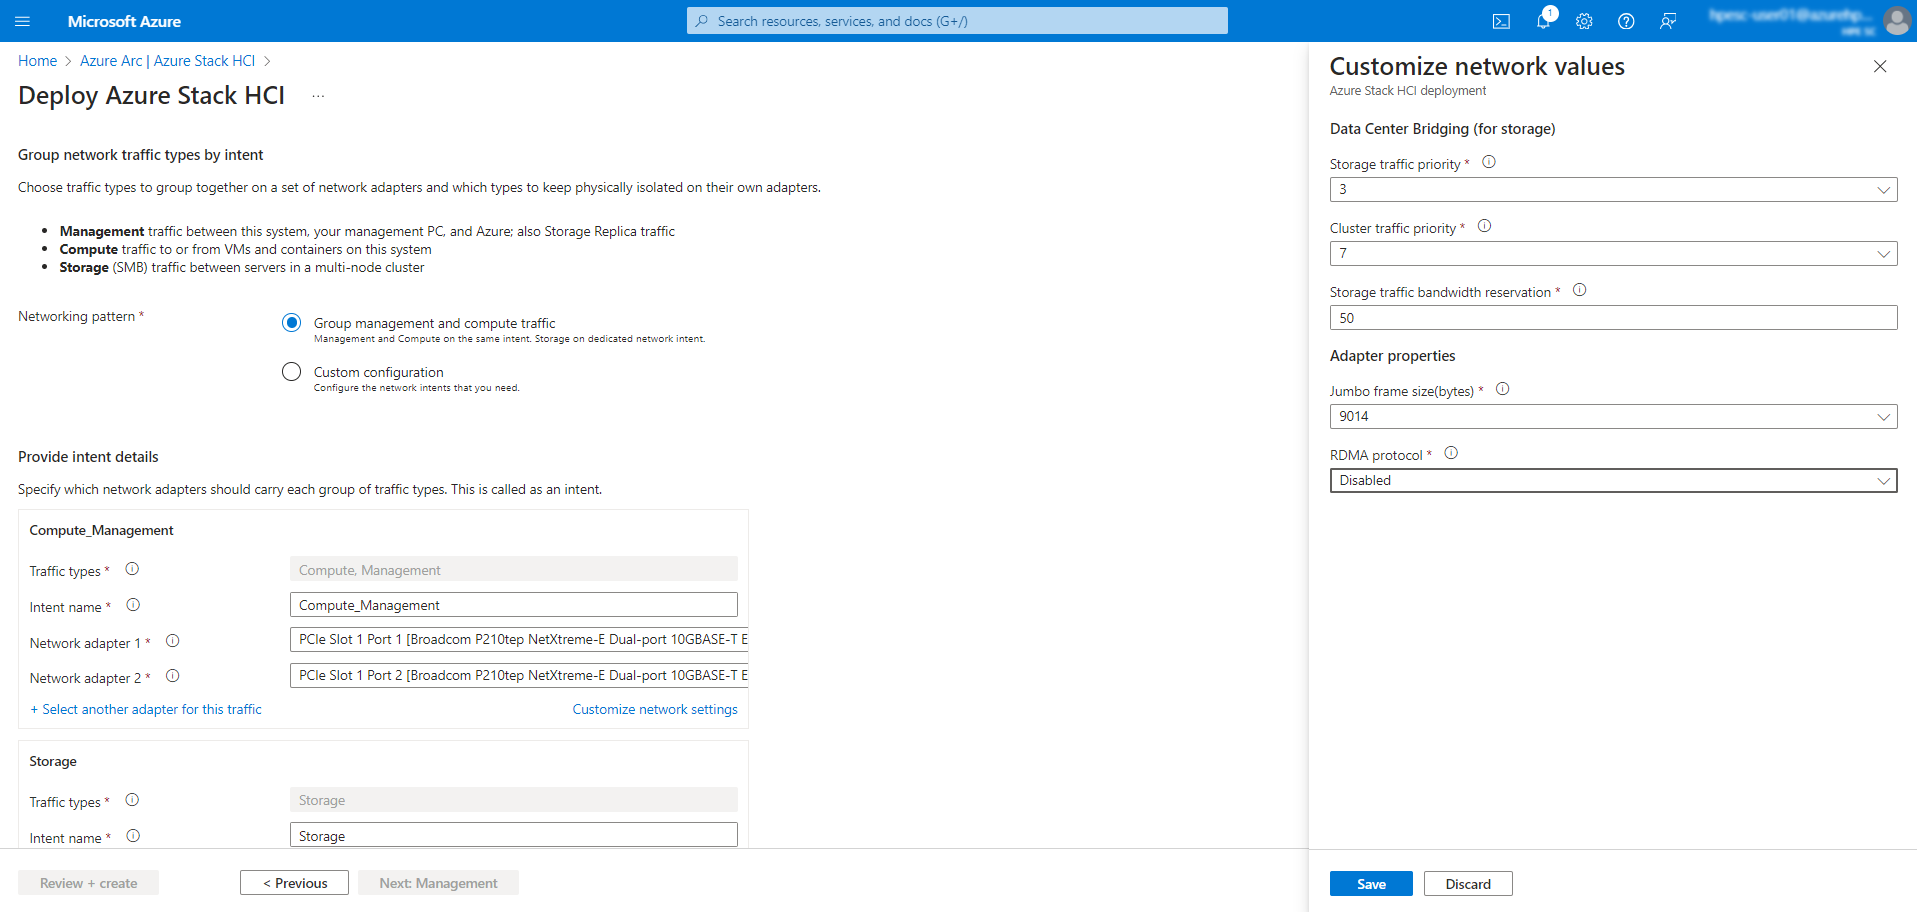 Microsoft Azure
Search resources, services, and docs (G+/)
1
Home > Azure Arc | Azure Stack HCI >
Deploy Azure Stack HCI ...
Group network traffic types by intent
Choose traffic types to group together on a set of network adapters and which types to keep physically isolated on their own adapters.
• Management traffic between this system, your management PC, and Azure; also Storage Replica traffic
• Compute traffic to or from VMs and containers on this system
• Storage (SMB) traffic between servers in a multi-node cluster
Networking pattern *
Group management and compute traffic
Management and Compute on the same intent. Storage on dedicated network intent.
Custom configuration
Configure the network intents that you need.
Provide intent details
Specify which network adapters should carry each group of traffic types. This is called as an intent.
Compute_Management
Traffic types * Compute, Management
Intent name * Compute_Management
Network adapter 1 * PCIe Slot 1 Port 1 [Broadcom P210tep NetXtreme-E Dual-port 10GBASE-T E
Network adapter 2 * PCIe Slot 1 Port 2 [Broadcom P210tep NetXtreme-E Dual-port 10GBASE-T E
+ Select another adapter for this traffic Customize network settings
Storage
Traffic types * Storage
Intent name * Storage
Review + create < Previous Next: Management
Customize network values
Azure Stack HCI deployment
Data Center Bridging (for storage)
Storage traffic priority *
3
Cluster traffic priority *
7
Storage traffic bandwidth reservation *
50
Adapter properties
Jumbo frame size(bytes) *
9014
RDMA protocol *
Disabled
Save Discard